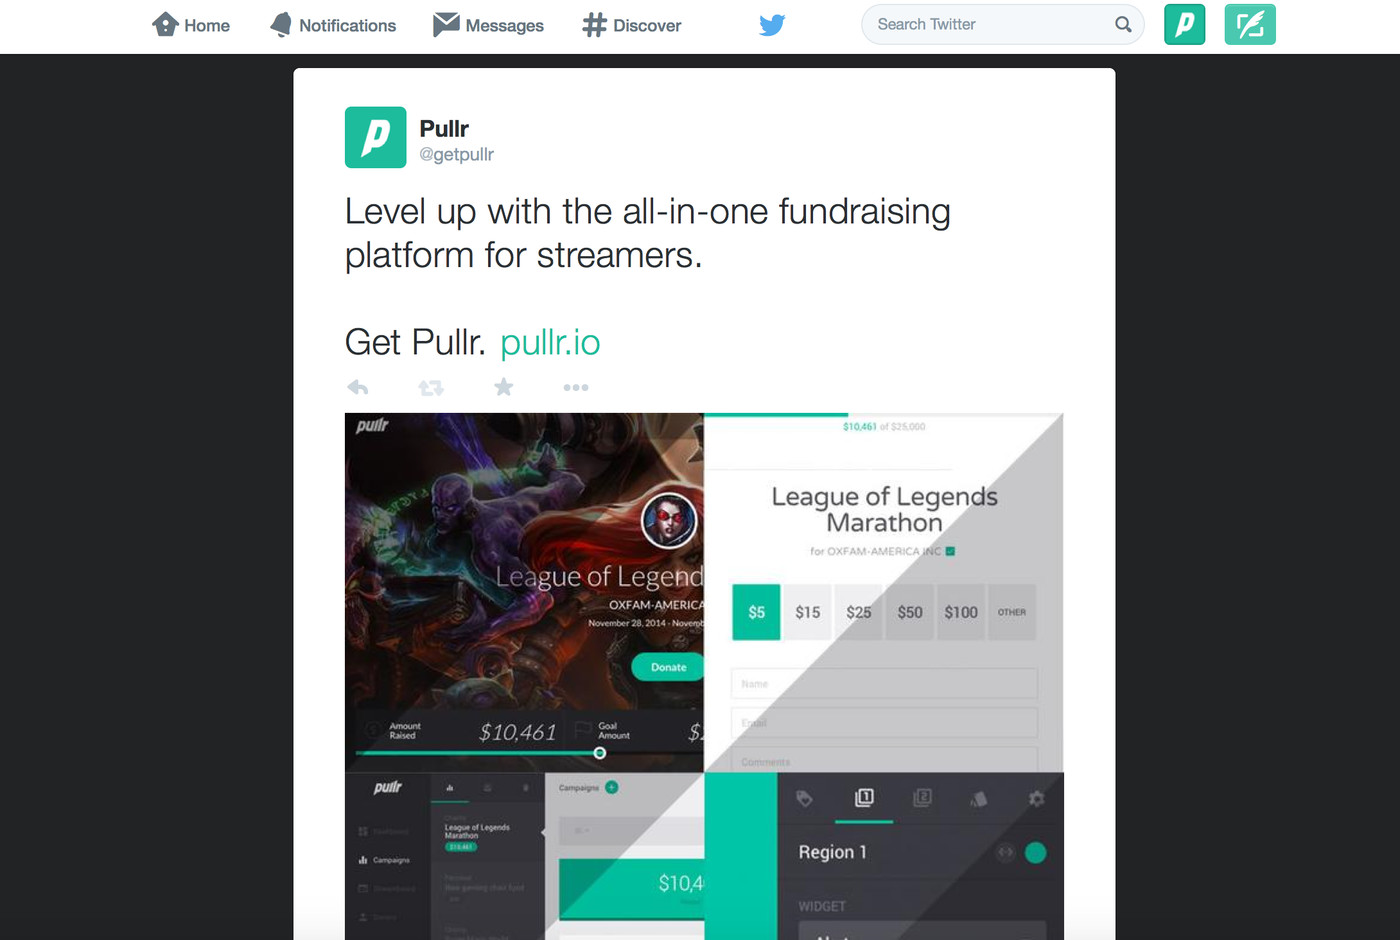 Home
Notifications
Messages
Discover
Search Twitter
Pullr
@getpullr
Level up with the all-in-one fundraising
platform for streamers.
Get Pullr. pullr.io
pullr
League of Legend
OXFAM-AMERICA
November 28, 2014 - Novemb
Donate
Amount
Raised
$10,461
Goal
Amount
$10,461 of $25,000
League of Legends
Marathon
for OXFAM-AMERICA INC
$5
$15
$25
$50
$100
OTHER
Name
Email
Comments
pullr
Dashboard
Campaigns
League of Legends
Marathon
$10,461
Campaigns
$10,4
1
2
Region 1
WIDGET